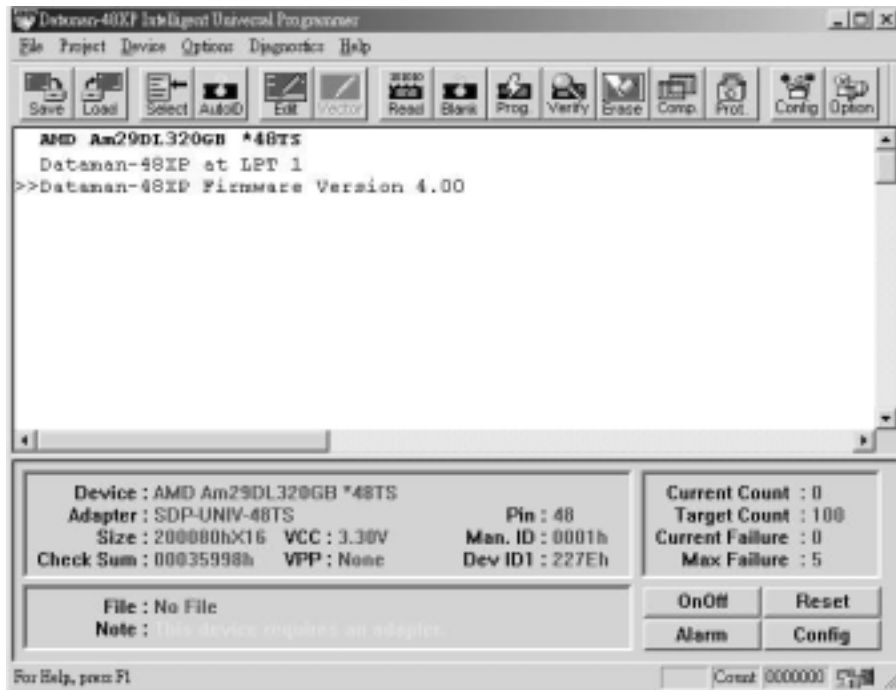 Dataman-48XP Intelligent Universal Programmer
File Project Device Options Diagnostics Help
Save Load Select AutoID Edit Vector Read Blank Prog. Verify Erase Comp. Prot. Config Option
AMD Am29DL320GB *48TS
Dataman-48XP at LPT 1
>>Dataman-48XP Firmware Version 4.00
Device : AMD Am29DL320GB *48TS
Adapter : SDP-UNIV-48TS Pin : 48
Size : 200080hX16 VCC : 3.30V Man. ID : 0001h
Check Sum : 00035998h VPP : None Dev ID1 : 227Eh
Current Count : 0
Target Count : 100
Current Failure : 0
Max Failure : 5
File : No File
Note : This device requires an adapter.
OnOff Reset
Alarm Config
For Help, press F1
Count 0000000